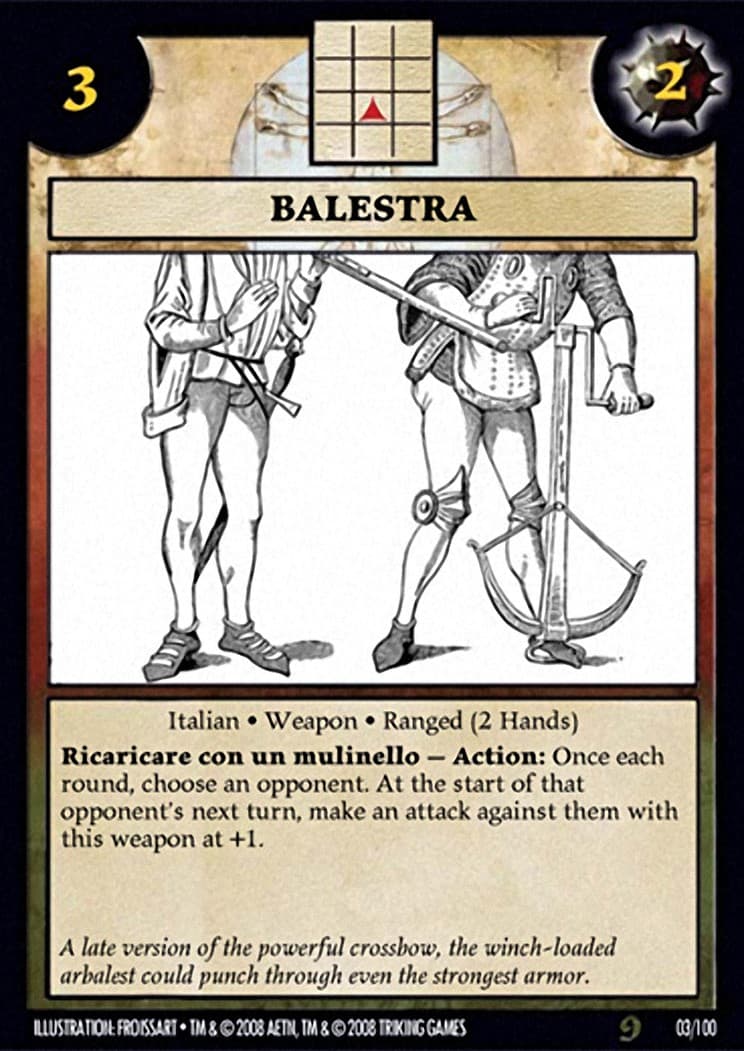 3
2
BALESTRA
Italian • Weapon • Ranged (2 Hands)
Ricaricare con un mulinello – Action: Once each
round, choose an opponent. At the start of that
opponent's next turn, make an attack against them with
this weapon at +1.
A late version of the powerful crossbow, the winch-loaded
arbalest could punch through even the strongest armor.
ILLUSTRATION: FROISSART • TM & © 2008 AETN, TM & © 2008 TRIKING GAMES
9
03/100